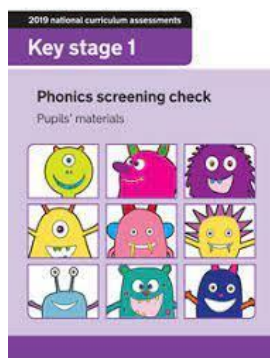 2019 national curriculum assessments
Key stage 1
Phonics screening check
Pupils’ materials